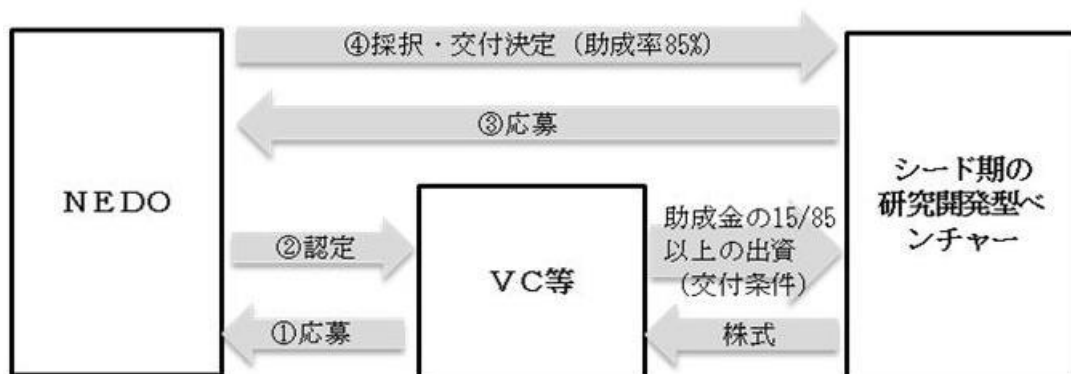 ④採択・交付決定（助成率85%）
③応募
NEDO
シード期の
研究開発型ベ
ンチャー
②認定
VC等
助成金の15/85
以上の出資
（交付条件）
①応募
株式